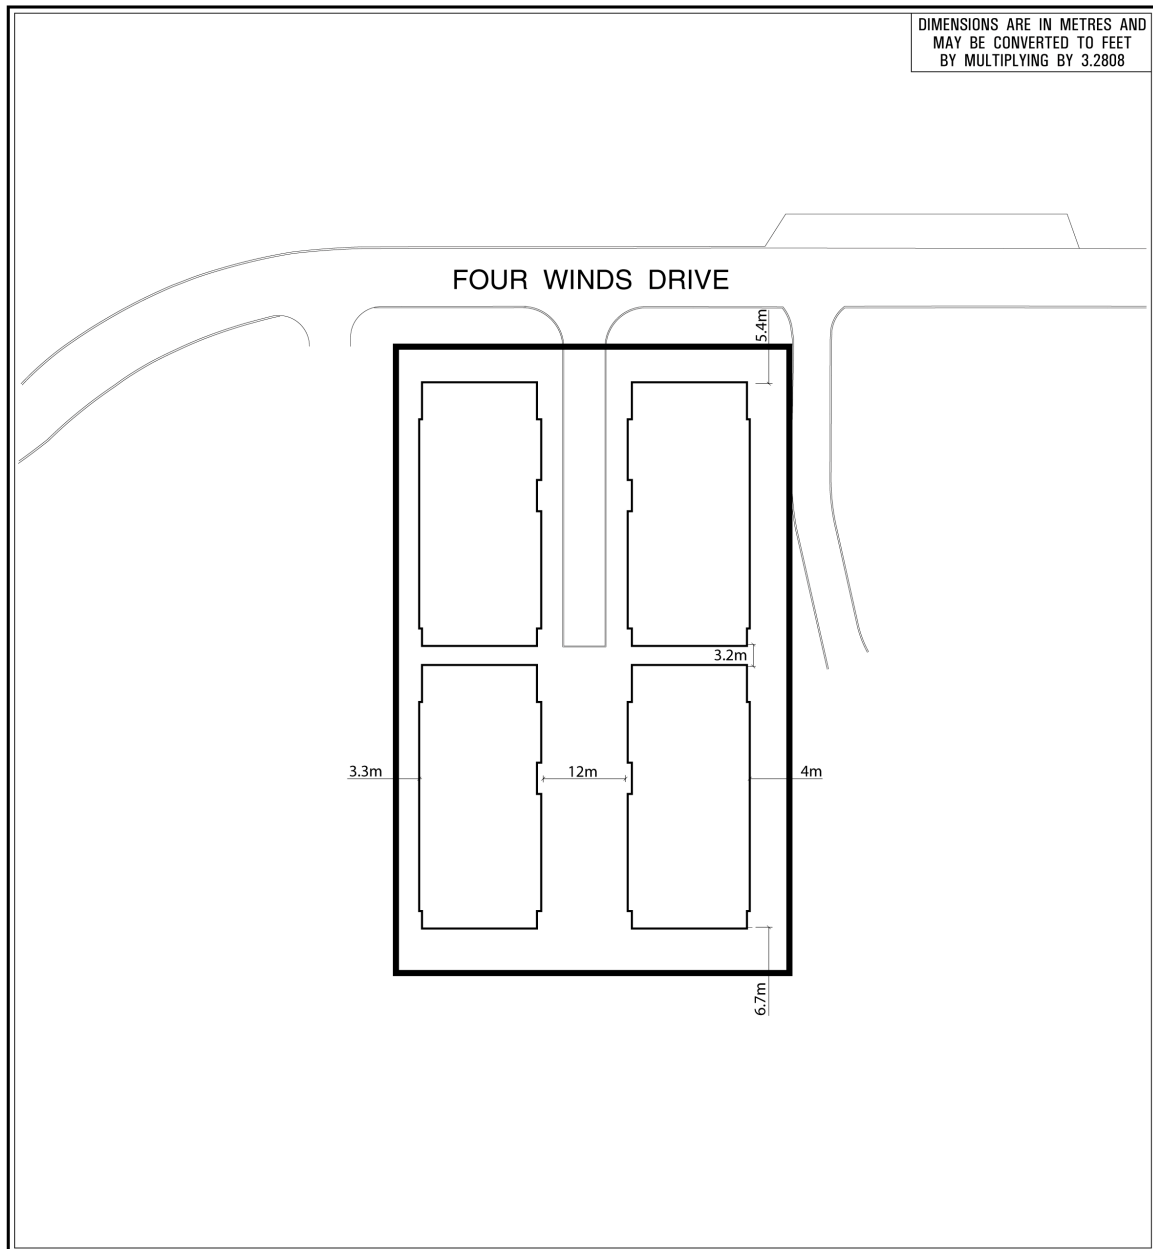 DIMENSIONS ARE IN METRES AND
MAY BE CONVERTED TO FEET
BY MULTIPLYING BY 3.2808
FOUR WINDS DRIVE
5.4m
3.2m
3.3m
12m
4m
6.7m